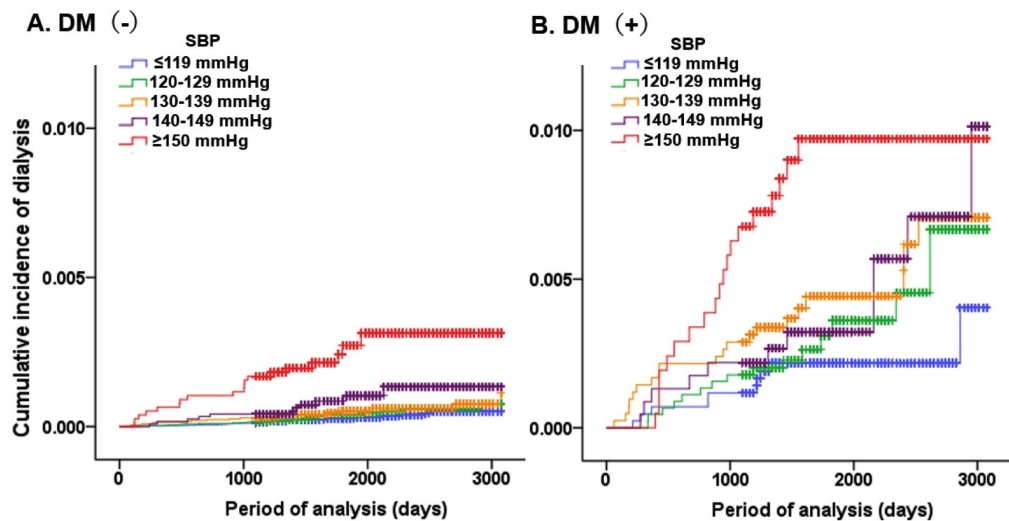 A. DM (-)
SBP
≤119 mmHg
120-129 mmHg
130-139 mmHg
140-149 mmHg
≥150 mmHg
0.010
0.005
0.000
Cumulative incidence of dialysis
0 1000 2000 3000
Period of analysis (days)
B. DM (+)
SBP
≤119 mmHg
120-129 mmHg
130-139 mmHg
140-149 mmHg
≥150 mmHg
0.010
0.005
0.000
0 1000 2000 3000
Period of analysis (days)